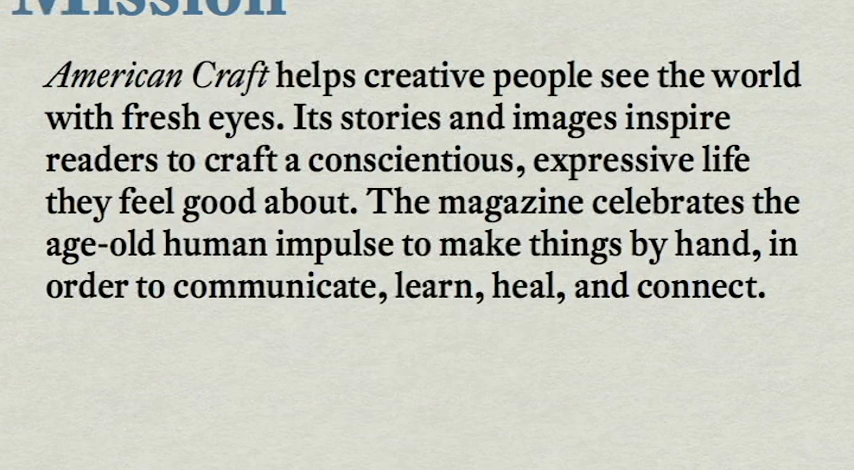 Mission
American Craft helps creative people see the world
with fresh eyes. Its stories and images inspire
readers to craft a conscientious, expressive life
they feel good about. The magazine celebrates the
age-old human impulse to make things by hand, in
order to communicate, learn, heal, and connect.